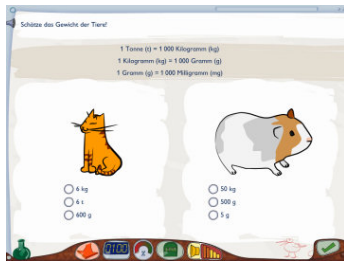 Schätze das Gewicht der Tiere!
1 Tonne (t) = 1 000 Kilogramm (kg)
1 Kilogramm (kg) = 1 000 Gramm (g)
1 Gramm (g) = 1 000 Milligramm (mg)
6 kg
6 t
600 g
50 kg
500 g
5 g